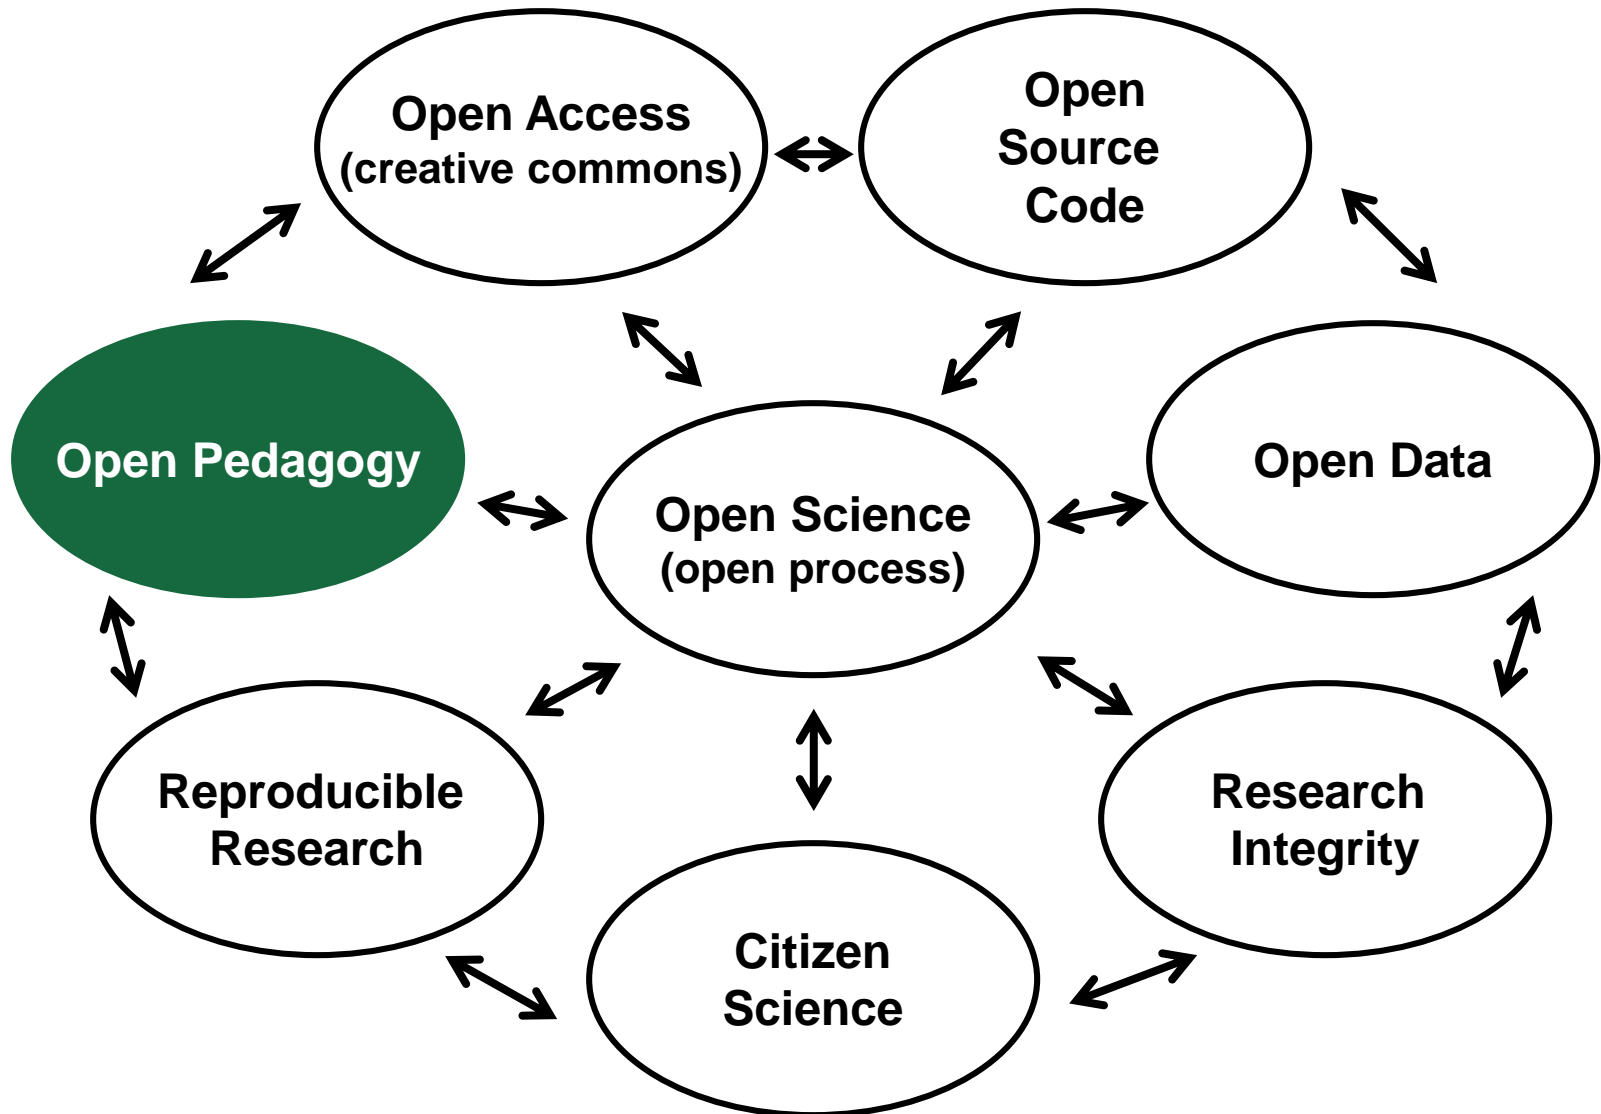 Open Access
(creative commons)
Open
Source
Code
Open Pedagogy
Open Science
(open process)
Open Data
Reproducible
Research
Citizen
Science
Research
Integrity